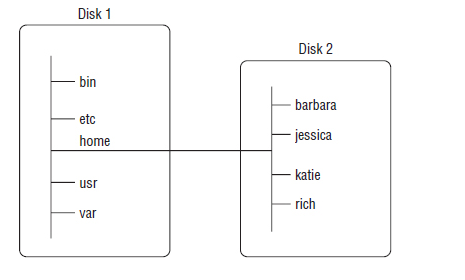 Disk 1
bin
etc
home
usr
var
Disk 2
barbara
jessica
katie
rich